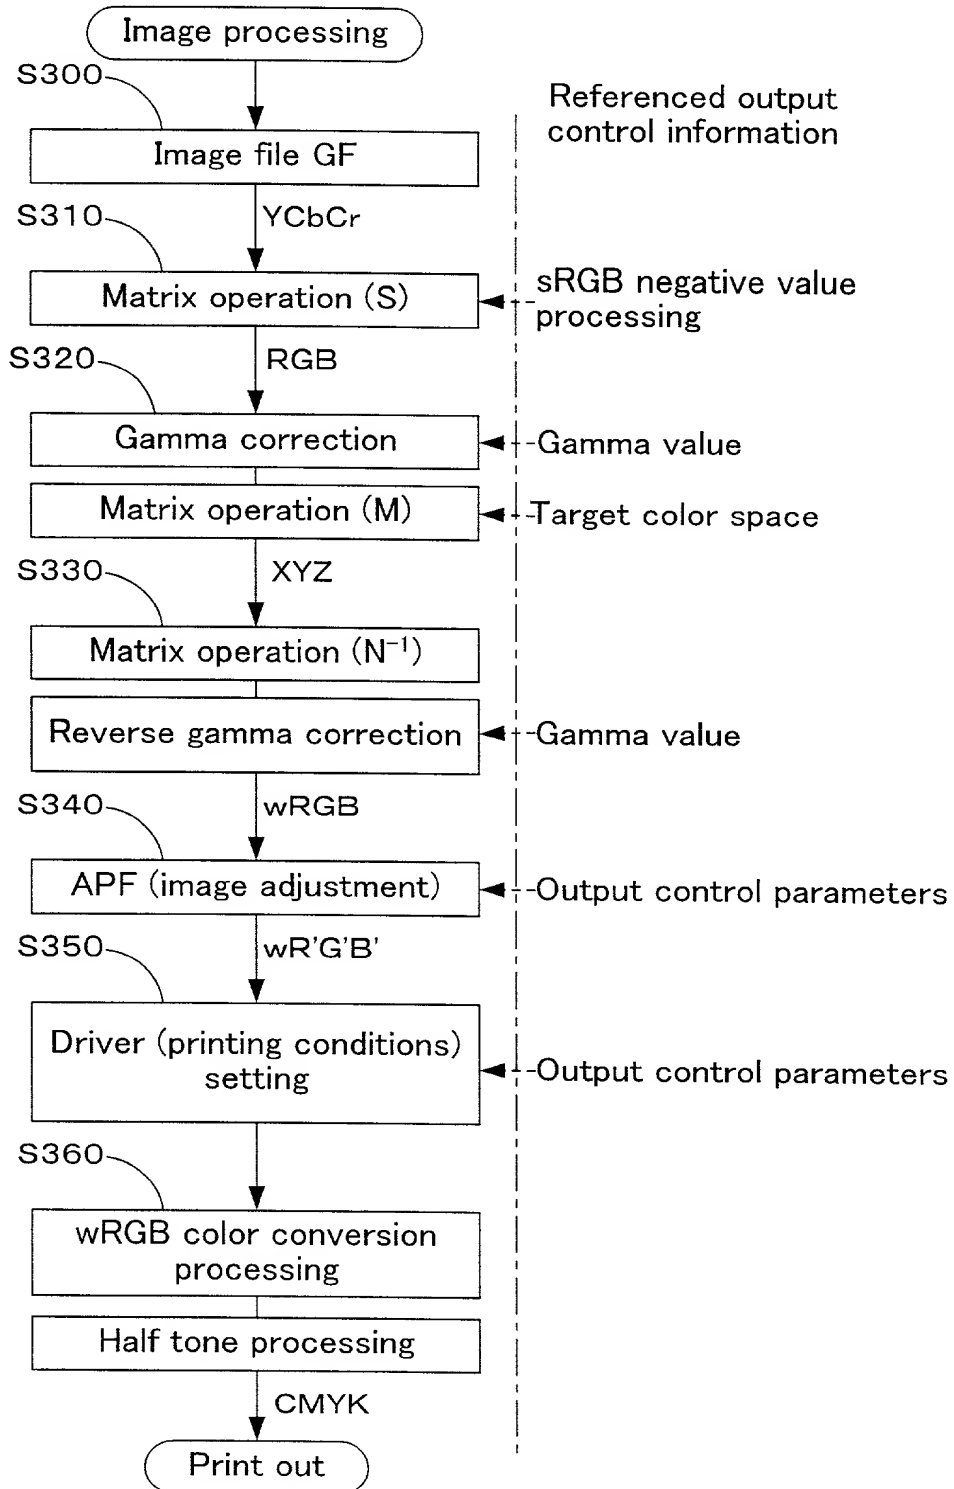 Image processing
S300
Referenced output
control information
Image file GF
S310
YCbCr
Matrix operation (S)
sRGB negative value
processing
S320
RGB
Gamma correction
Gamma value
Matrix operation (M)
Target color space
S330
XYZ
Matrix operation (N⁻¹)
Reverse gamma correction
Gamma value
S340
wRGB
APF (image adjustment)
Output control parameters
S350
wR'G'B'
Driver (printing conditions)
setting
Output control parameters
S360
wRGB color conversion
processing
Half tone processing
CMYK
Print out